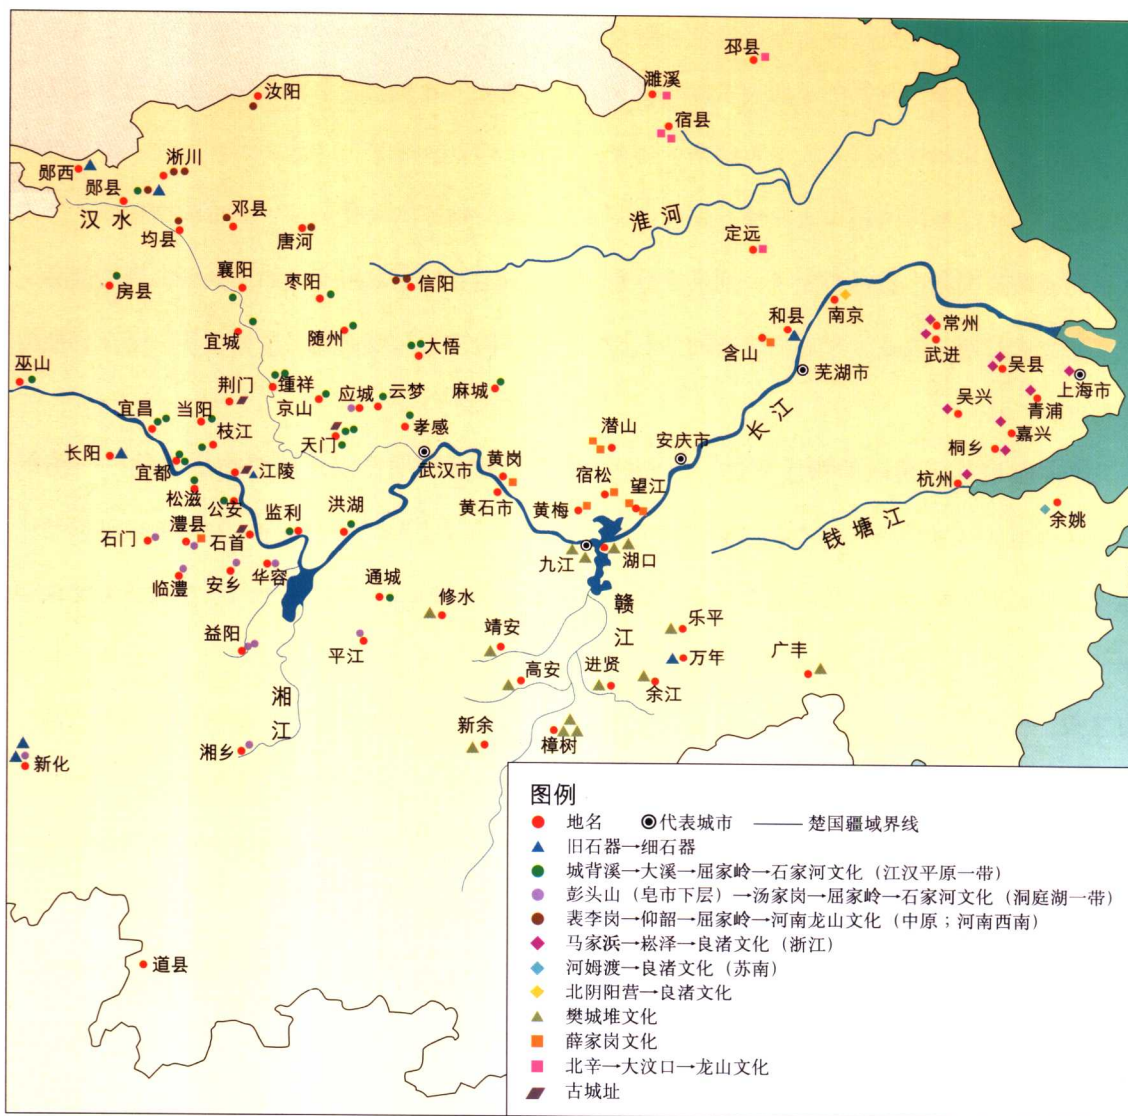 邳县
濉溪
汝阳
宿县
淅川
郧西
郧县
汉水
邓县
均县
唐河
淮河
定远
襄阳
枣阳
信阳
房县
南京
和县
常州
宜城
随州
大悟
含山
武进
巫山
吴县
芜湖市
上海市
荆门
锺祥
应城
云梦
麻城
京山
吴兴
青浦
宜昌
当阳
长江
枝江
天门
孝感
潜山
安庆市
嘉兴
桐乡
长阳
宜都
江陵
武汉市
黄岗
宿松
望江
杭州
松滋
公安
监利
洪湖
黄石市
黄梅
余姚
澧县
石门
石首
钱塘江
九江
湖口
临澧
安乡
华容
通城
修水
赣江
乐平
益阳
平江
靖安
万年
广丰
高安
进贤
余江
湘江
新余
樟树
湘乡
新化
道县
图例
地名 代表城市 楚国疆域界线
旧石器→细石器
城背溪→大溪→屈家岭→石家河文化（江汉平原一带）
彭头山（皂市下层）→汤家岗→屈家岭→石家河文化（洞庭湖一带）
裴李岗→仰韶→屈家岭→河南龙山文化（中原；河南西南）
马家浜→崧泽→良渚文化（浙江）
河姆渡→良渚文化（苏南）
北阴阳营→良渚文化
樊城堆文化
薛家岗文化
北辛→大汶口→龙山文化
古城址